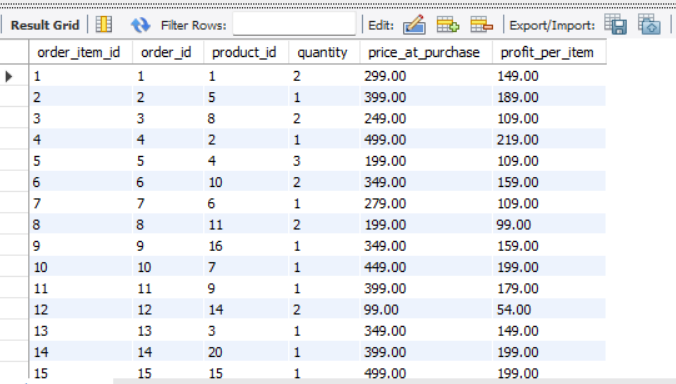 Result Grid Filter Rows: Edit: Export/Import:
order_item_id order_id product_id quantity price_at_purchase profit_per_item
1 1 1 2 299.00 149.00
2 2 5 1 399.00 189.00
3 3 8 2 249.00 109.00
4 4 2 1 499.00 219.00
5 5 4 3 199.00 109.00
6 6 10 2 349.00 159.00
7 7 6 1 279.00 109.00
8 8 11 2 199.00 99.00
9 9 16 1 349.00 159.00
10 10 7 1 449.00 199.00
11 11 9 1 399.00 179.00
12 12 14 2 99.00 54.00
13 13 3 1 349.00 149.00
14 14 20 1 399.00 199.00
15 15 15 1 499.00 199.00